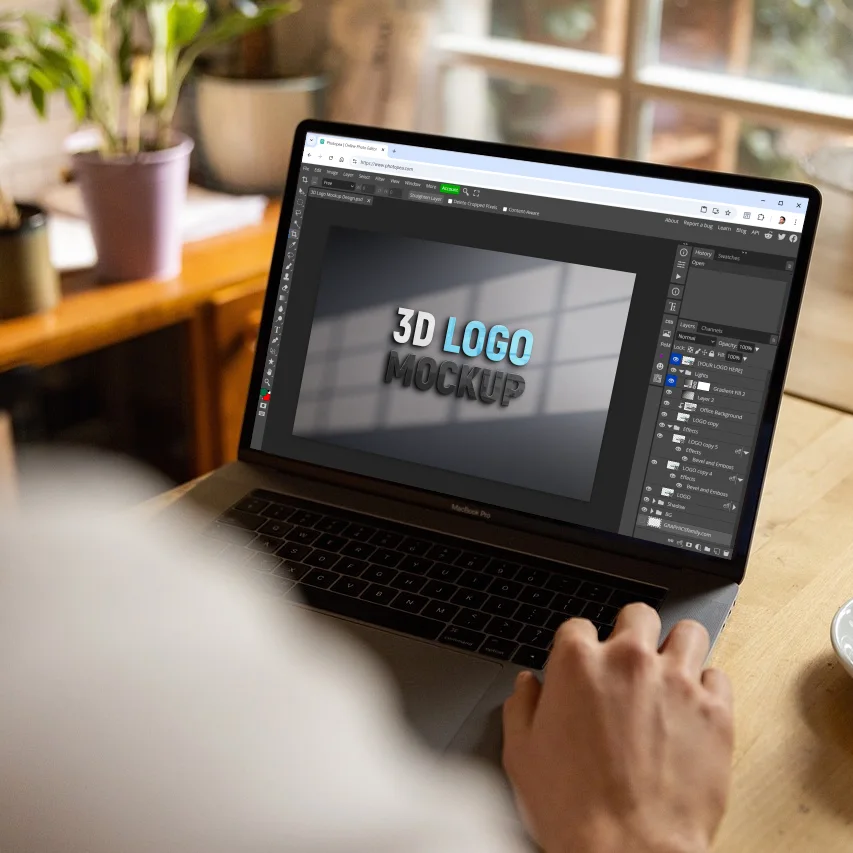 Photopea | Online Photo Editor
https://www.photopea.com
File Edit Image Layer Select Filter View Window More Account
About Report a bug Learn Blog API
Free
Straighten Layer Delete Cropped Pixels Content-Aware
3D Logo Mockup Design.psd
3D LOGO
MOCKUP
History Swatches
Open
Layers Channels
Normal Opacity: 100%
Lock: Fill: 100%
[YOUR LOGO HERE]
Lights
Gradient Fill 2
Layer 2
Office Background
LOGO copy
Effects
LOGO copy 5
Effects
Bevel and Emboss
LOGO copy 4
Effects
Bevel and Emboss
LOGO
Shadow
BG
GRAPHICSfamily.com
MacBook Pro